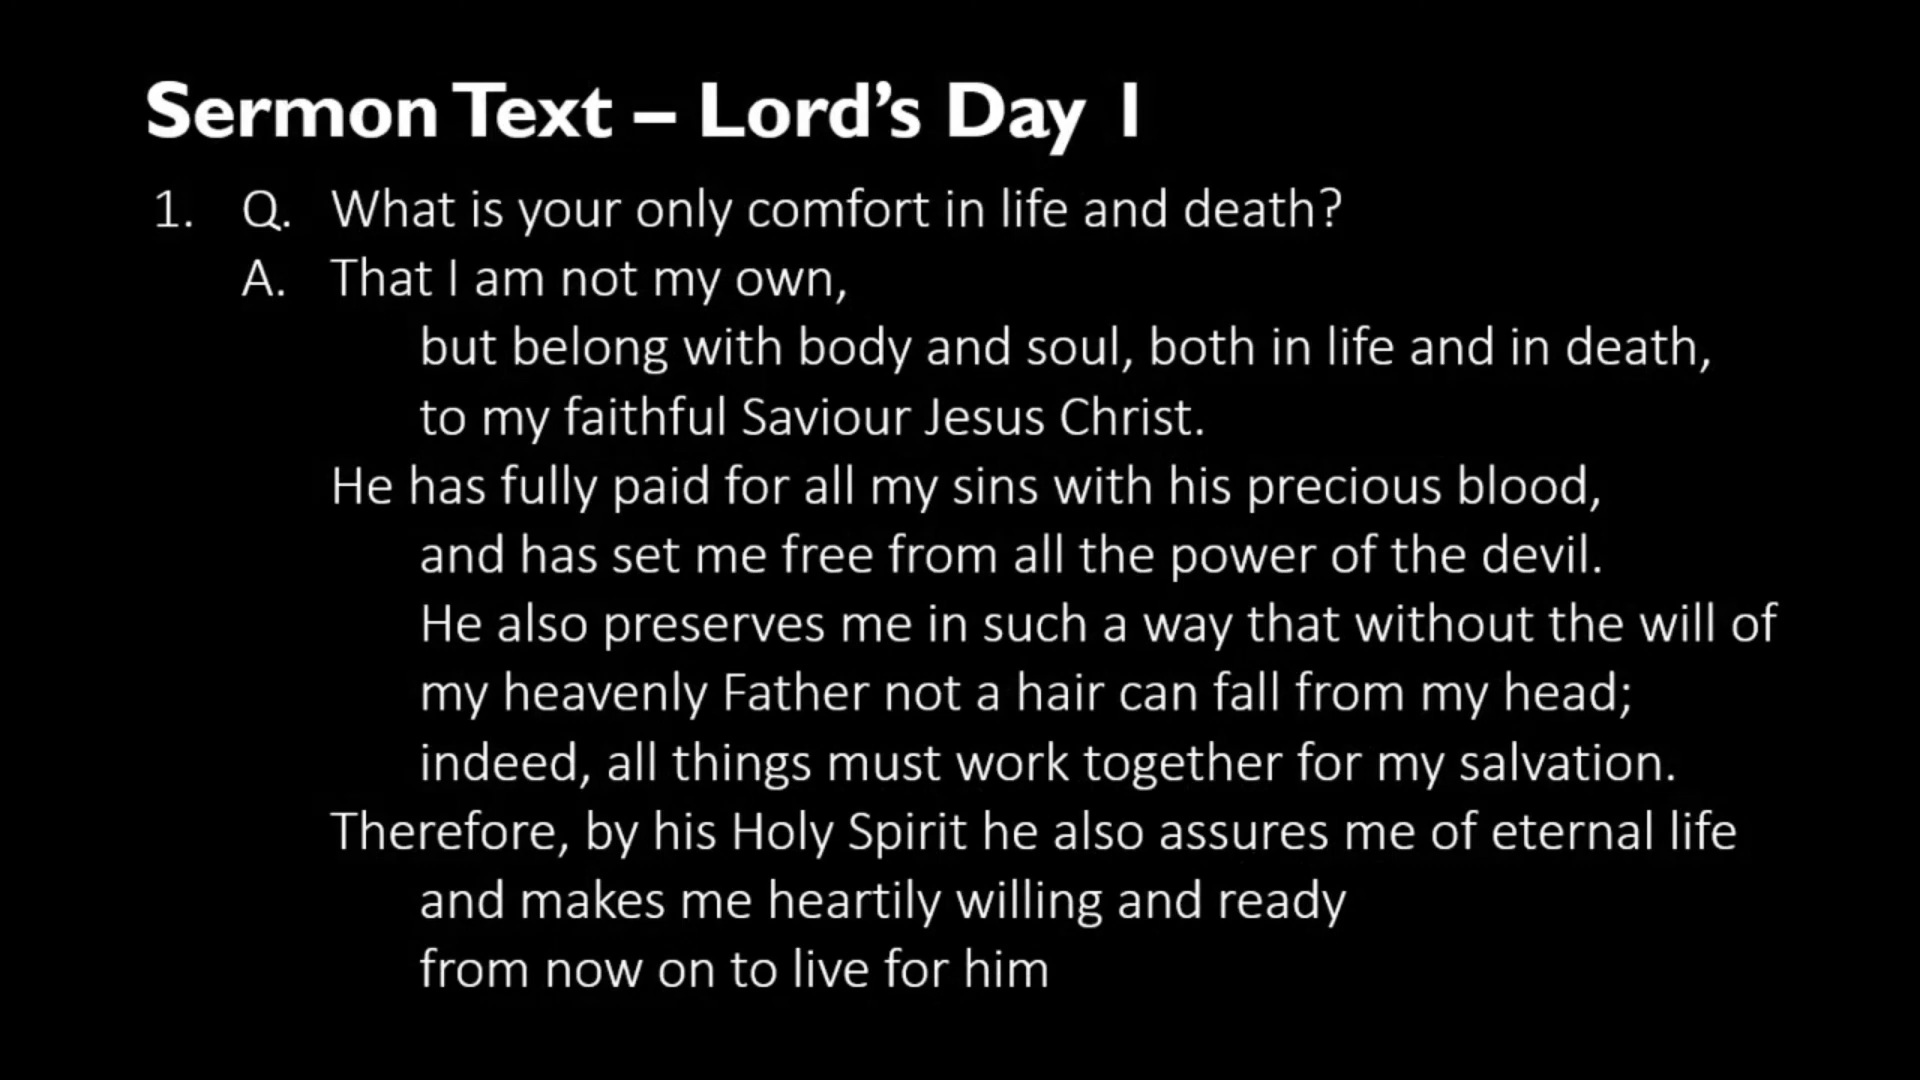 Sermon Text – Lord’s Day 1
1. Q. What is your only comfort in life and death?
A. That I am not my own,
but belong with body and soul, both in life and in death,
to my faithful Saviour Jesus Christ.
He has fully paid for all my sins with his precious blood,
and has set me free from all the power of the devil.
He also preserves me in such a way that without the will of
my heavenly Father not a hair can fall from my head;
indeed, all things must work together for my salvation.
Therefore, by his Holy Spirit he also assures me of eternal life
and makes me heartily willing and ready
from now on to live for him